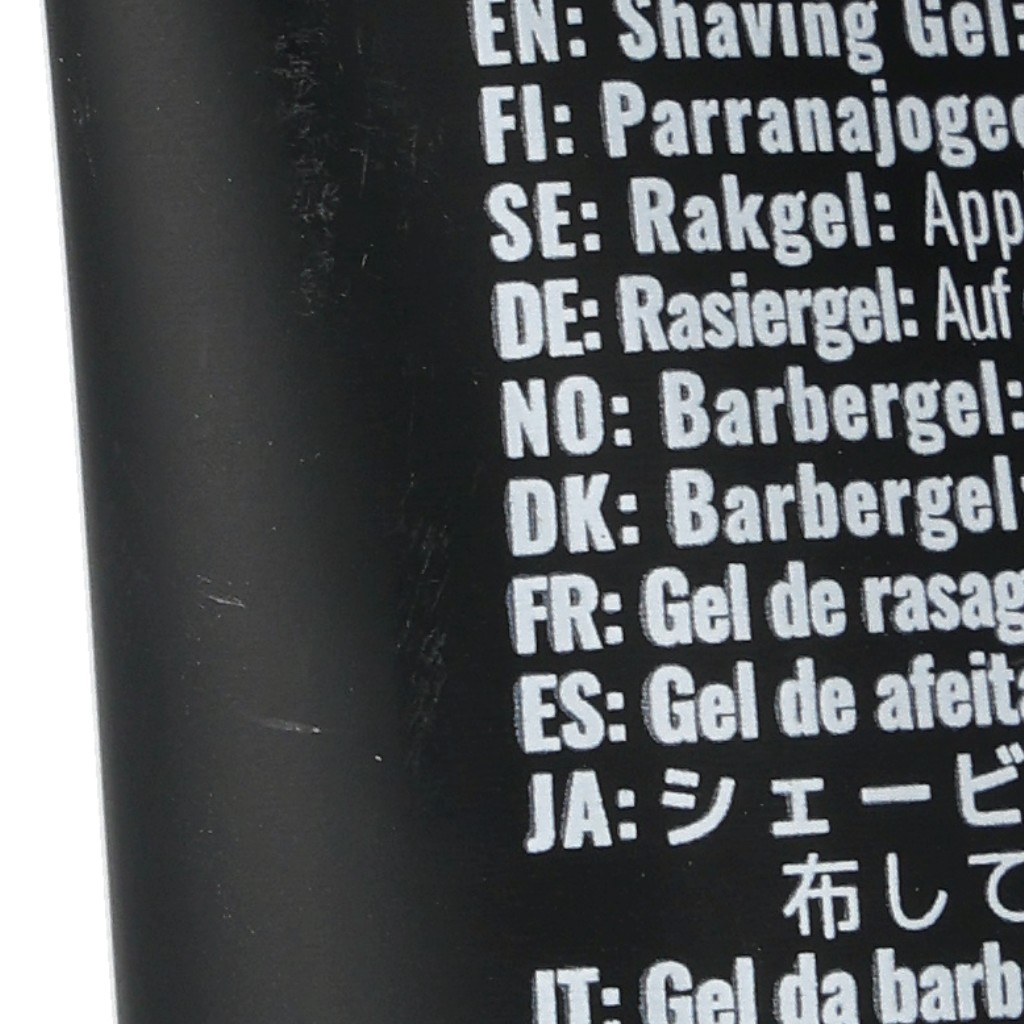 EN: Shaving Gel:
FI: Parranajogee
SE: Rakgel: App
DE: Rasiergel: Auf
NO: Barbergel:
DK: Barbergel:
FR: Gel de rasag
ES: Gel de afeita
JA: シェービ
布して
IT: Gel da barb